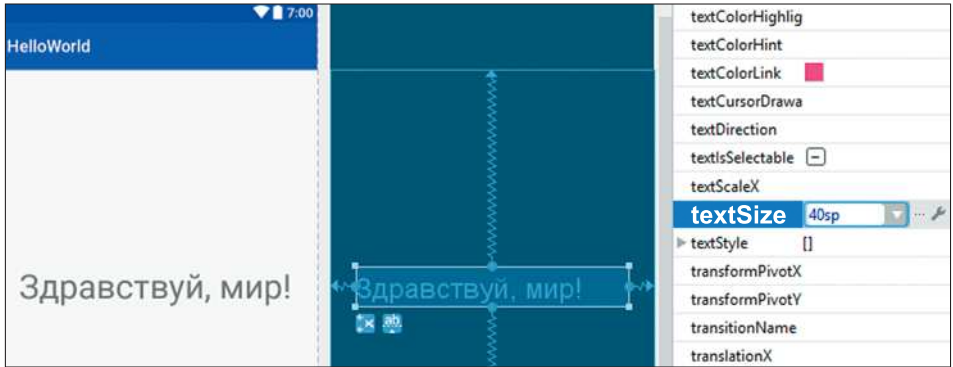 7:00
HelloWorld
Здравствуй, мир!
Здравствуй, мир!
ab
textColorHighlig
textColorHint
textColorLink
textCursorDrawa
textDirection
textIsSelectable
textScaleX
textSize 40sp ...
textStyle []
transformPivotX
transformPivotY
transitionName
translationX